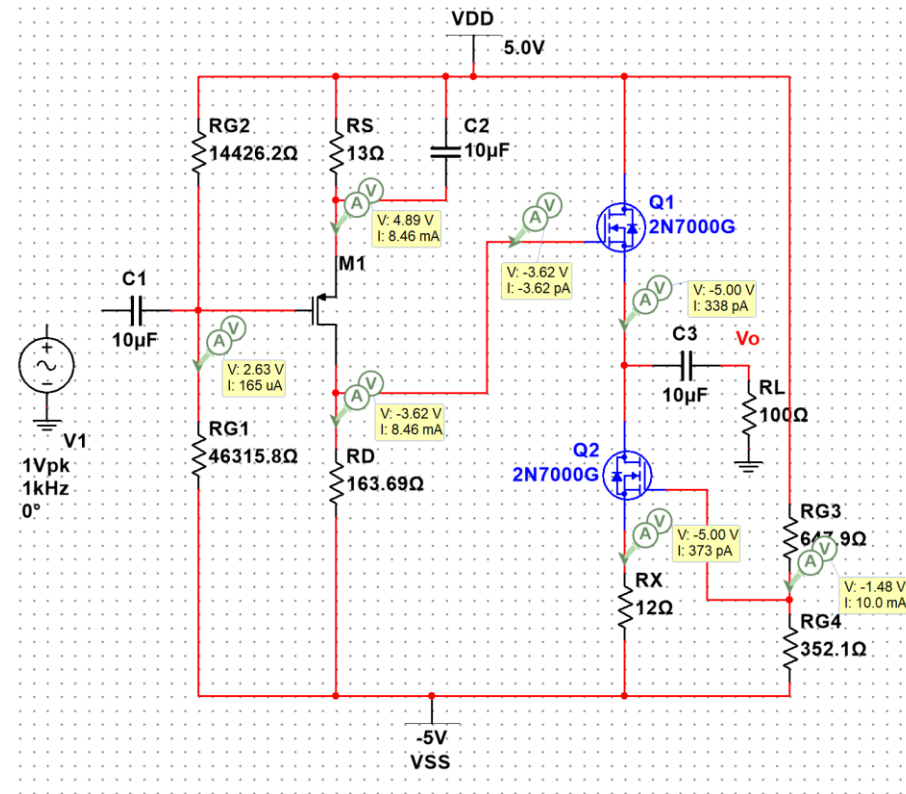 VDD
5.0V
RG2
14426.2Ω
RS
13Ω
C2
10µF
V: 4.89 V
I: 8.46 mA
Q1
2N7000G
V: -3.62 V
I: -3.62 pA
M1
C1
10µF
V: -5.00 V
I: 338 pA
V: 2.63 V
I: 165 uA
C3
10µF
Vo
RL
100Ω
V: -3.62 V
I: 8.46 mA
V1
1Vpk
1kHz
0°
RG1
46315.8Ω
RD
163.69Ω
Q2
2N7000G
RG3
647.9Ω
V: -5.00 V
I: 373 pA
V: -1.48 V
I: 10.0 mA
RX
12Ω
RG4
352.1Ω
-5V
VSS
A V
A V
A V
A V
A V
A V
A V